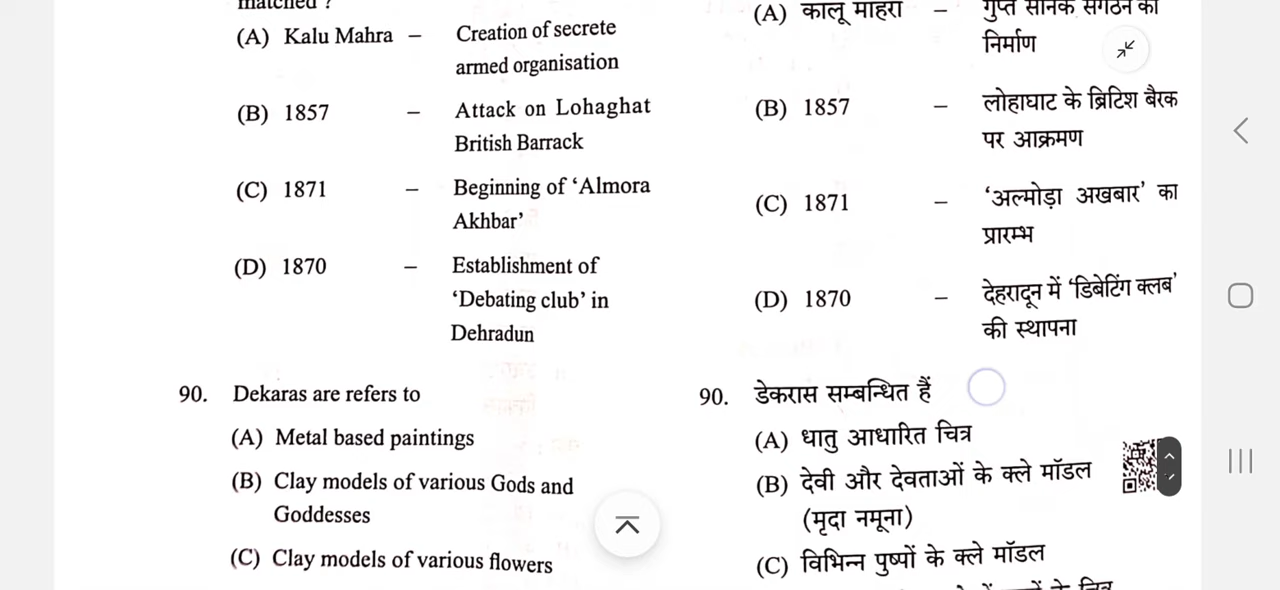 matched ?
(A) Kalu Mahra – Creation of secrete
armed organisation
(B) 1857 – Attack on Lohaghat
British Barrack
(C) 1871 – Beginning of ‘Almora
Akhbar’
(D) 1870 – Establishment of
‘Debating club’ in
Dehradun
90. Dekaras are refers to
(A) Metal based paintings
(B) Clay models of various Gods and
Goddesses
(C) Clay models of various flowers
(A) कालू माहरा – गुप्त सैनिक संगठन का
निर्माण
(B) 1857 – लोहाघाट के ब्रिटिश बैरक
पर आक्रमण
(C) 1871 – ‘अल्मोड़ा अखबार’ का
प्रारम्भ
(D) 1870 – देहरादून में ‘डिबेटिंग क्लब’
की स्थापना
90. डेकरास सम्बन्धित हैं
(A) धातु आधारित चित्र
(B) देवी और देवताओं के क्ले मॉडल
(मृदा नमूना)
(C) विभिन्न पुष्पों के क्ले मॉडल